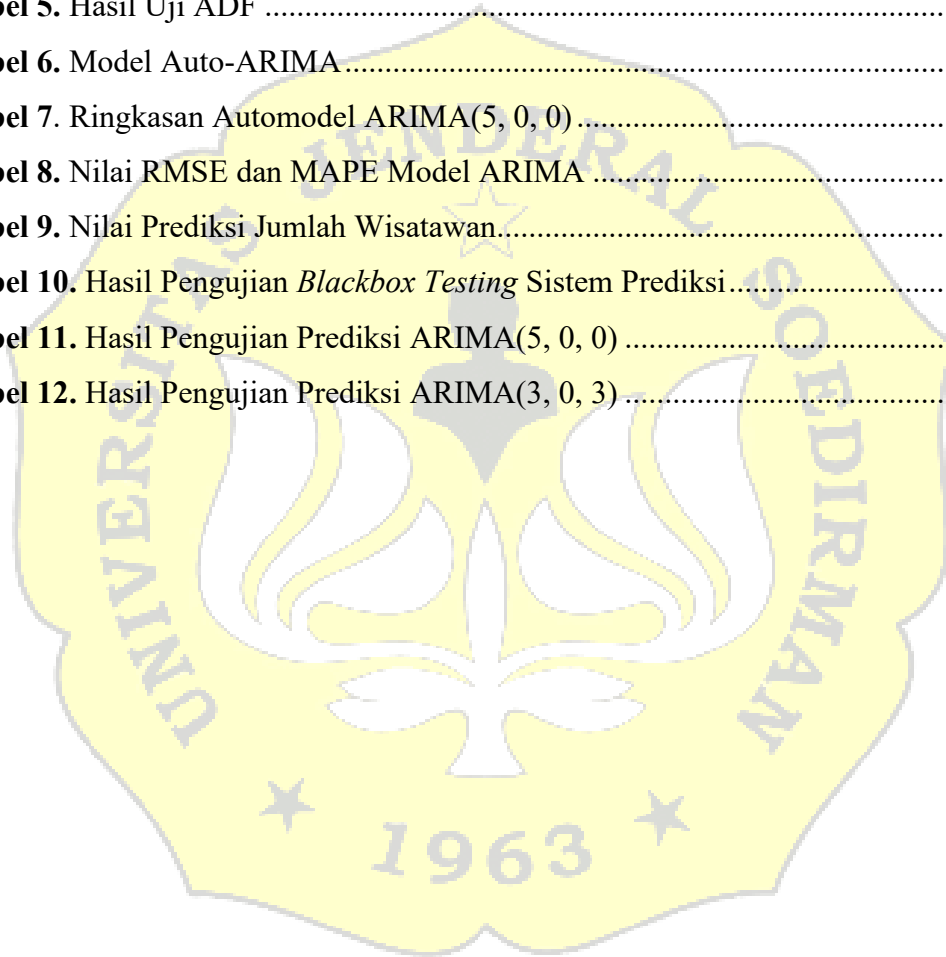 bel 5. Hasil Uji ADF ........................................................................................
bel 6. Model Auto-ARIMA..............................................................................
bel 7. Ringkasan Automodel ARIMA(5, 0, 0) ...............................................
bel 8. Nilai RMSE dan MAPE Model ARIMA .............................................
bel 9. Nilai Prediksi Jumlah Wisatawan..........................................................
bel 10. Hasil Pengujian Blackbox Testing Sistem Prediksi............................
bel 11. Hasil Pengujian Prediksi ARIMA(5, 0, 0) .........................................
bel 12. Hasil Pengujian Prediksi ARIMA(3, 0, 3) .........................................
UNIVERSITAS JENDERAL SOEDIRMAN
1963